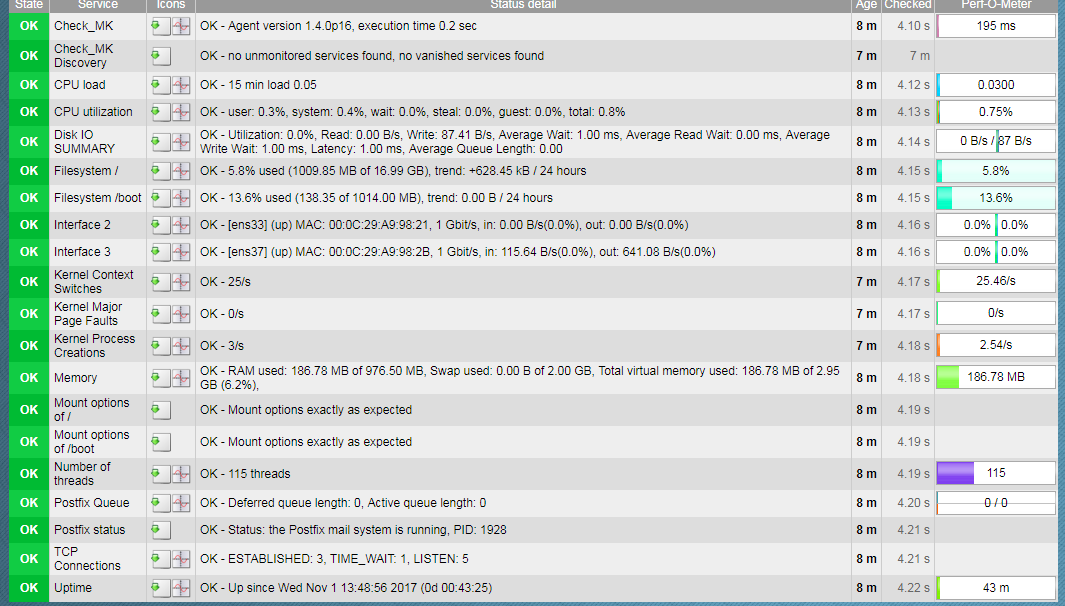 State Service Icons Status detail Age Checked Perf-O-Meter
OK Check_MK OK - Agent version 1.4.0p16, execution time 0.2 sec 8 m 4.10 s 195 ms
OK Check_MK
Discovery OK - no unmonitored services found, no vanished services found 7 m 7 m
OK CPU load OK - 15 min load 0.05 8 m 4.12 s 0.0300
OK CPU utilization OK - user: 0.3%, system: 0.4%, wait: 0.0%, steal: 0.0%, guest: 0.0%, total: 0.8% 8 m 4.13 s 0.75%
OK Disk IO
SUMMARY OK - Utilization: 0.0%, Read: 0.00 B/s, Write: 87.41 B/s, Average Wait: 1.00 ms, Average Read Wait: 0.00 ms, Average
Write Wait: 1.00 ms, Latency: 1.00 ms, Average Queue Length: 0.00 8 m 4.14 s 0 B/s / 87 B/s
OK Filesystem / OK - 5.8% used (1009.85 MB of 16.99 GB), trend: +628.45 kB / 24 hours 8 m 4.15 s 5.8%
OK Filesystem /boot OK - 13.6% used (138.35 of 1014.00 MB), trend: 0.00 B / 24 hours 8 m 4.15 s 13.6%
OK Interface 2 OK - [ens33] (up) MAC: 00:0C:29:A9:98:21, 1 Gbit/s, in: 0.00 B/s(0.0%), out: 0.00 B/s(0.0%) 8 m 4.16 s 0.0% 0.0%
OK Interface 3 OK - [ens37] (up) MAC: 00:0C:29:A9:98:2B, 1 Gbit/s, in: 115.64 B/s(0.0%), out: 641.08 B/s(0.0%) 8 m 4.16 s 0.0% 0.0%
OK Kernel Context
Switches OK - 25/s 7 m 4.17 s 25.46/s
OK Kernel Major
Page Faults OK - 0/s 7 m 4.17 s 0/s
OK Kernel Process
Creations OK - 3/s 7 m 4.18 s 2.54/s
OK Memory OK - RAM used: 186.78 MB of 976.50 MB, Swap used: 0.00 B of 2.00 GB, Total virtual memory used: 186.78 MB of 2.95
GB (6.2%), 8 m 4.18 s 186.78 MB
OK Mount options
of / OK - Mount options exactly as expected 8 m 4.19 s
OK Mount options
of /boot OK - Mount options exactly as expected 8 m 4.19 s
OK Number of
threads OK - 115 threads 8 m 4.19 s 115
OK Postfix Queue OK - Deferred queue length: 0, Active queue length: 0 8 m 4.20 s 0 / 0
OK Postfix status OK - Status: the Postfix mail system is running, PID: 1928 8 m 4.21 s
OK TCP
Connections OK - ESTABLISHED: 3, TIME_WAIT: 1, LISTEN: 5 8 m 4.21 s
OK Uptime OK - Up since Wed Nov 1 13:48:56 2017 (0d 00:43:25) 8 m 4.22 s 43 m